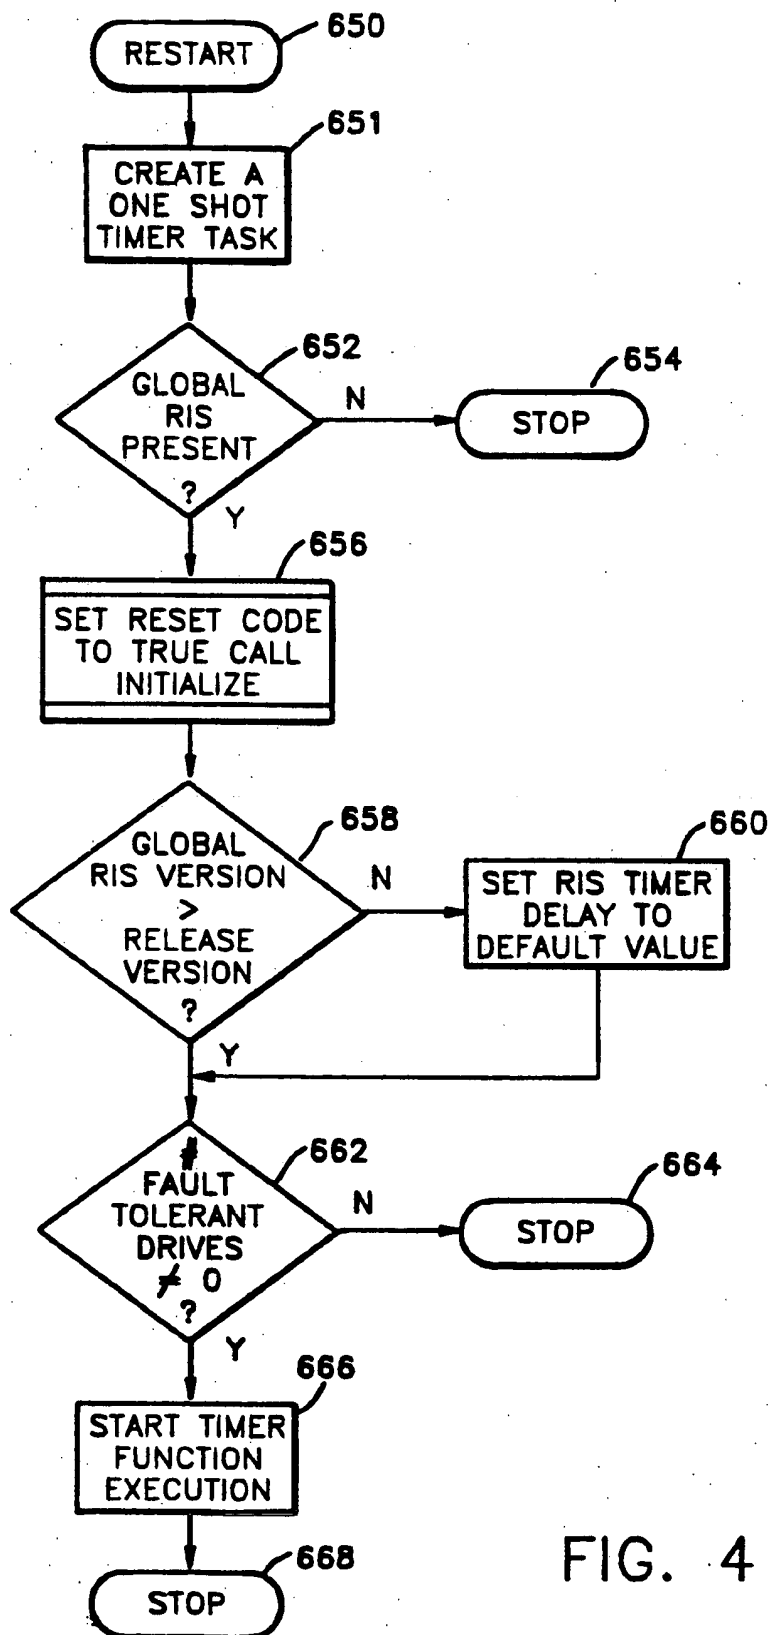 RESTART
650
651
CREATE A
ONE SHOT
TIMER TASK
652
GLOBAL
RIS
PRESENT
?
N
654
STOP
Y
656
SET RESET CODE
TO TRUE CALL
INITIALIZE
658
GLOBAL
RIS VERSION
>
RELEASE
VERSION
?
N
660
SET RIS TIMER
DELAY TO
DEFAULT VALUE
Y
662
#
FAULT
TOLERANT
DRIVES
≠ 0
?
N
664
STOP
Y
666
START TIMER
FUNCTION
EXECUTION
668
STOP
FIG. 4